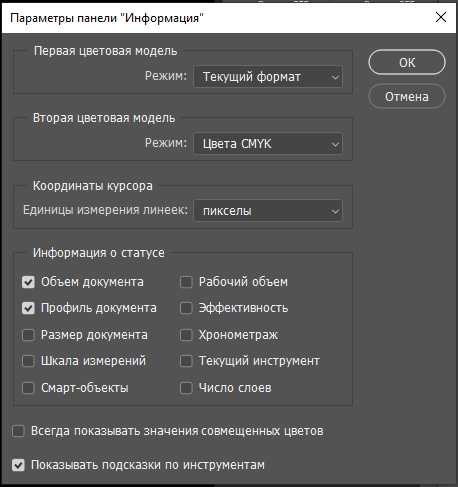 Параметры панели "Информация"
Первая цветовая модель
Режим: Текущий формат
OK
Отмена
Вторая цветовая модель
Режим: Цвета CMYK
Координаты курсора
Единицы измерения линеек: пикселы
Информация о статусе
Объем документа Рабочий объем
Профиль документа Эффективность
Размер документа Хронометраж
Шкала измерений Текущий инструмент
Смарт-объекты Число слоев
Всегда показывать значения совмещенных цветов
Показывать подсказки по инструментам